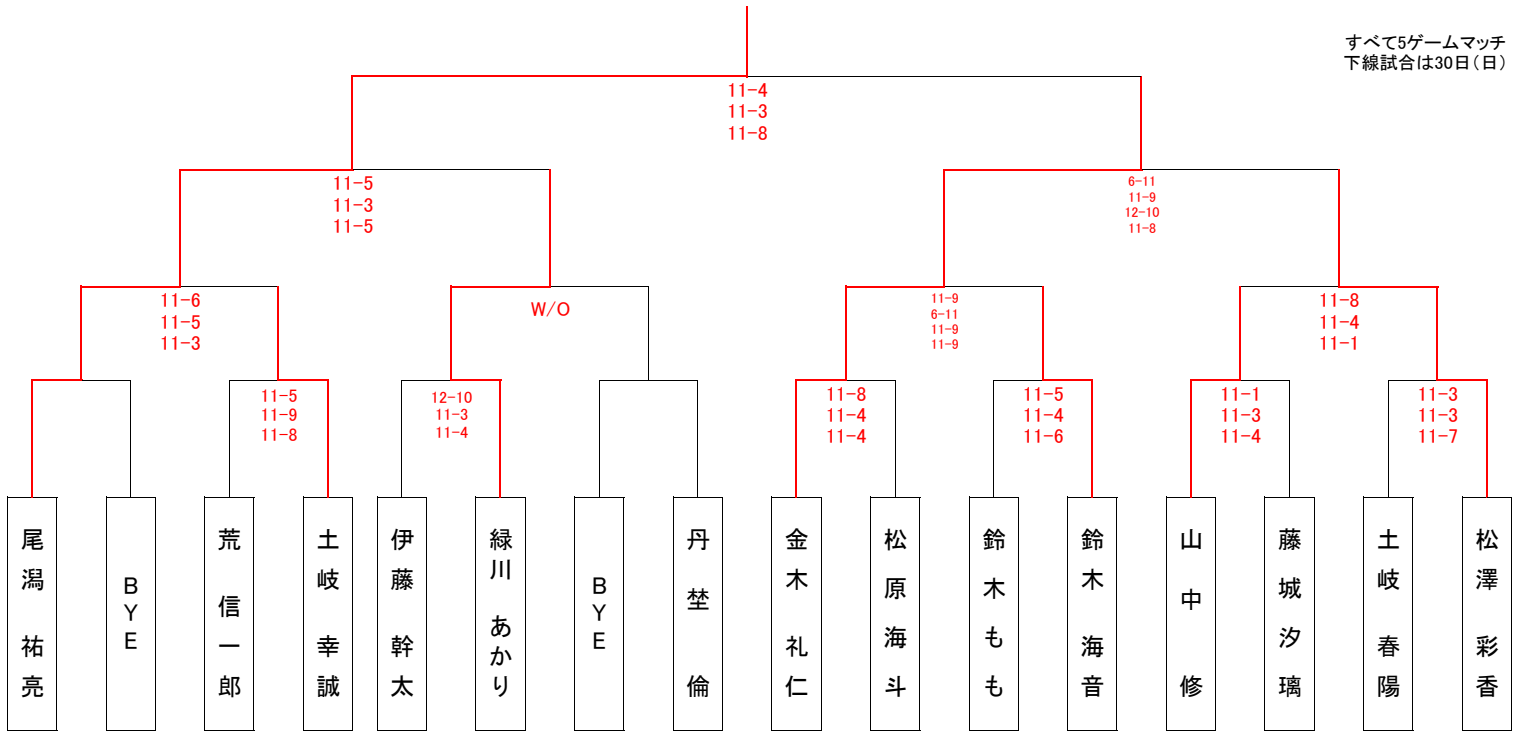 すべて5ゲームマッチ
下線試合は30日(日)
11-4
11-3
11-8
11-5
11-3
11-5
6-11
11-9
12-10
11-8
11-6
11-5
11-3
W/O
11-9
6-11
11-9
11-9
11-8
11-4
11-1
11-5
11-9
11-8
12-10
11-3
11-4
11-8
11-4
11-4
11-5
11-4
11-6
11-1
11-3
11-4
11-3
11-3
11-7
尾潟 祐亮
BYE
荒 信一郎
土岐 幸誠
伊藤 幹太
緑川 あかり
BYE
丹埜 倫
金木 礼仁
松原海斗
鈴木もも
鈴木 海音
山中 修
藤城汐璃
土岐 春陽
松澤 彩香